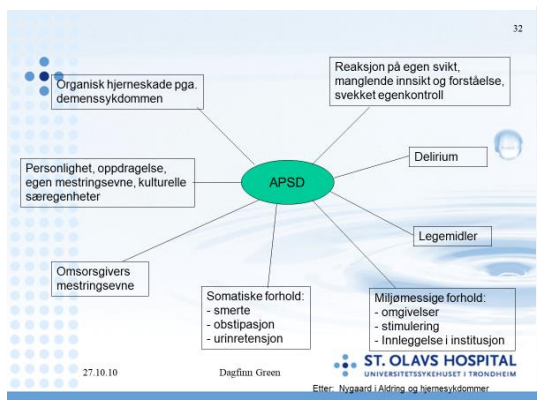 32
Organisk hjerneskade pga.
demenssykdommen
Reaksjon på egen svikt,
manglende innsikt og forståelse,
svekket egenkontroll
Personlighet, oppdragelse,
egen mestringsevne, kulturelle
særegenheter
APSD
Delirium
Legemidler
Omsorsgivers
mestringsevne
Somatiske forhold:
- smerte
- obstipasjon
- urinretensjon
Miljømessige forhold:
- omgivelser
- stimulering
- Innleggelse i institusjon
27.10.10
Dagfinn Green
ST. OLAVS HOSPITAL
UNIVERSITETSSYKEHUSET I TRONDHEIM
Etter: Nygaard i Aldring og hjernesykdommer